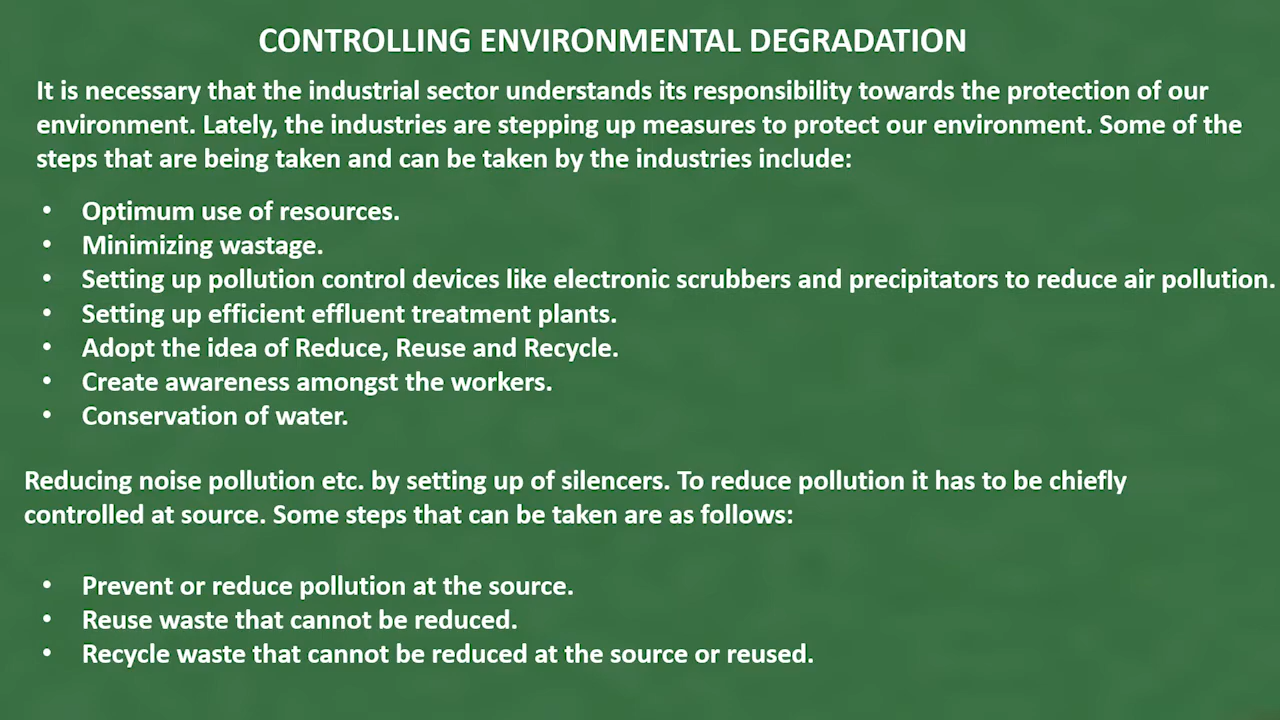 CONTROLLING ENVIRONMENTAL DEGRADATION
It is necessary that the industrial sector understands its responsibility towards the protection of our
environment. Lately, the industries are stepping up measures to protect our environment. Some of the
steps that are being taken and can be taken by the industries include:
• Optimum use of resources.
• Minimizing wastage.
• Setting up pollution control devices like electronic scrubbers and precipitators to reduce air pollution.
• Setting up efficient effluent treatment plants.
• Adopt the idea of Reduce, Reuse and Recycle.
• Create awareness amongst the workers.
• Conservation of water.
Reducing noise pollution etc. by setting up of silencers. To reduce pollution it has to be chiefly
controlled at source. Some steps that can be taken are as follows:
• Prevent or reduce pollution at the source.
• Reuse waste that cannot be reduced.
• Recycle waste that cannot be reduced at the source or reused.